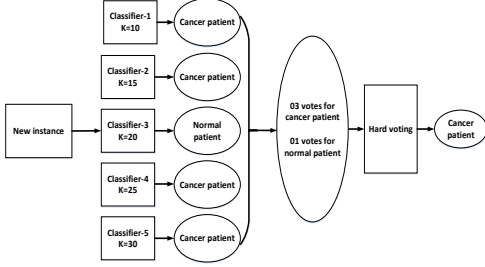 Classifier-1
K=10
Cancer patient
Classifier-2
K=15
Cancer patient
New instance
Classifier-3
K=20
Normal
patient
Classifier-4
K=25
Cancer patient
Classifier-5
K=30
Cancer patient
03 votes for
cancer patient
01 votes for
normal patient
Hard voting
Cancer
patient